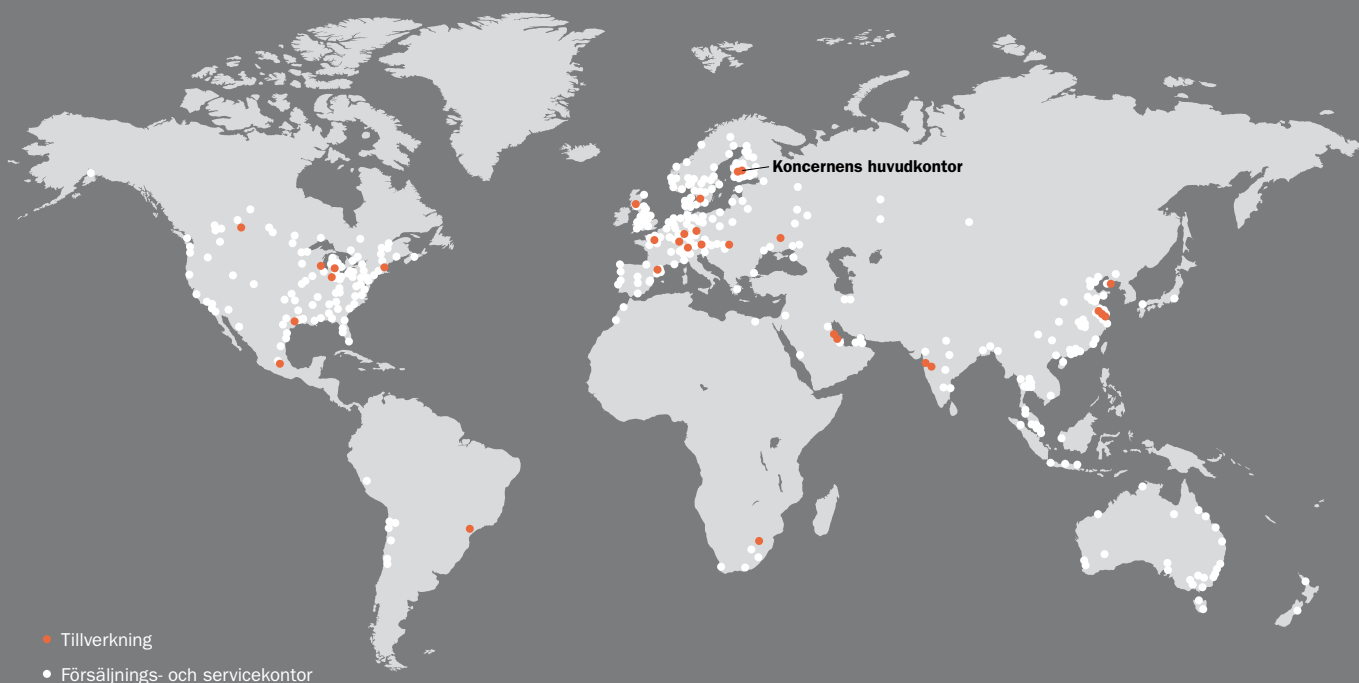 Koncernens huvudkontor
Tillverkning
Försäljnings- och servicekontor